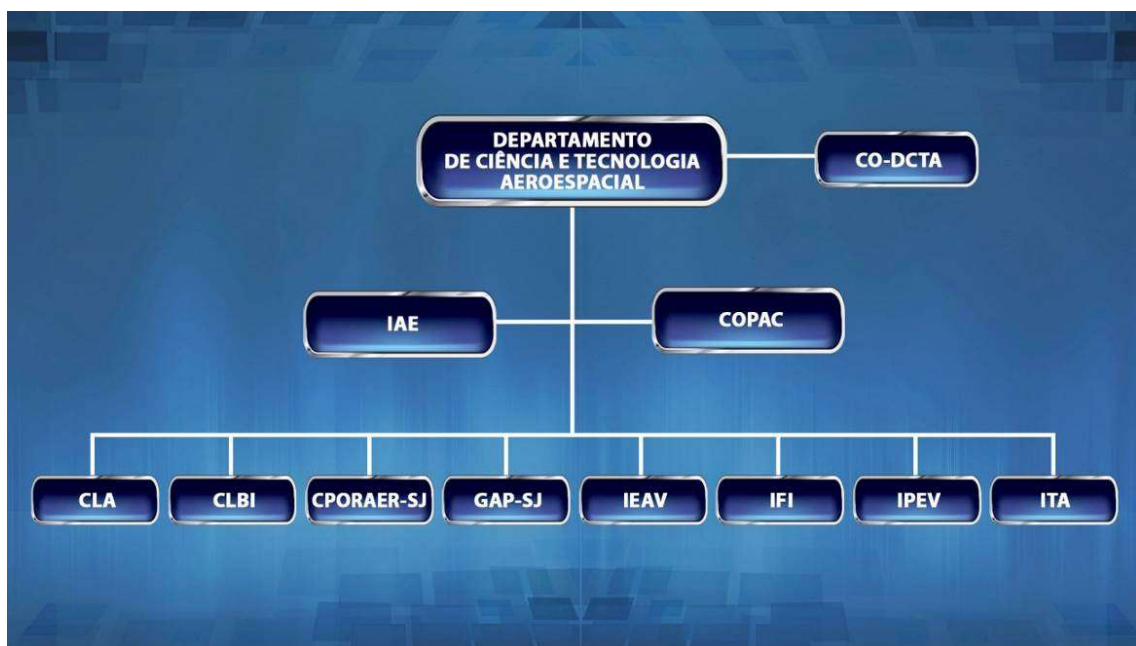 DEPARTAMENTO
DE CIÊNCIA E TECNOLOGIA
AEROESPACIAL
CO-DCTA
IAE
COPAC
CLA
CLBI
CPORAER-SJ
GAP-SJ
IEAV
IFI
IPEV
ITA